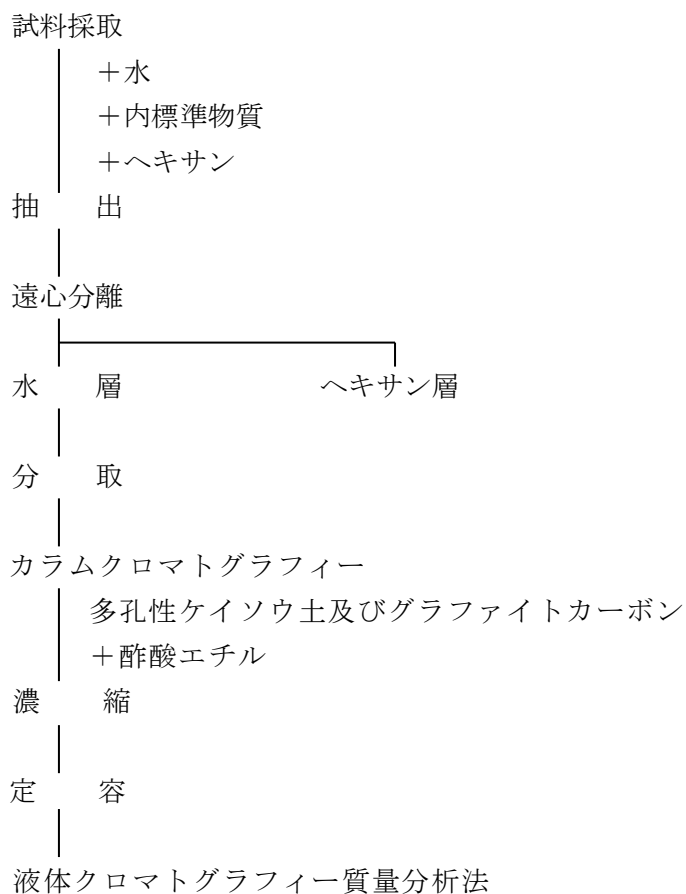 試料採取
＋水
＋内標準物質
＋ヘキサン
抽　　出
遠心分離
水　　層　　ヘキサン層
分　　取
カラムクロマトグラフィー
多孔性ケイソウ土及びグラファイトカーボン
＋酢酸エチル
濃　　縮
定　　容
液体クロマトグラフィー質量分析法